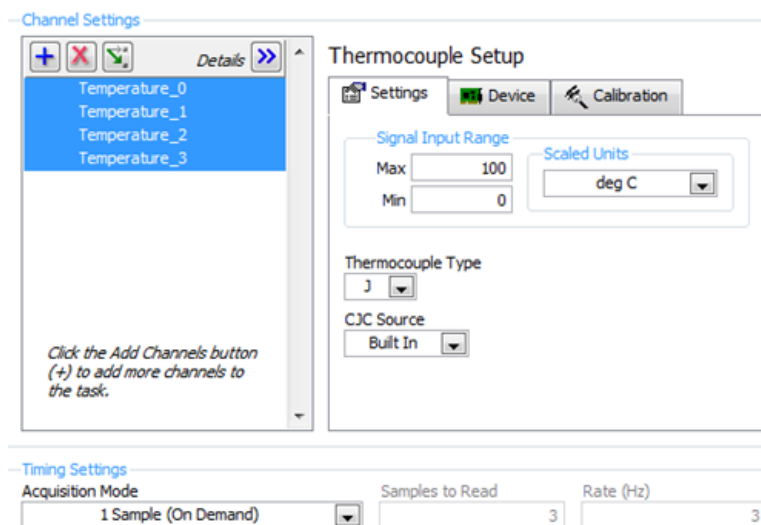 Channel Settings
Details
Temperature_0
Temperature_1
Temperature_2
Temperature_3
Click the Add Channels button
(+) to add more channels to
the task.
Thermocouple Setup
Settings
Device
Calibration
Signal Input Range
Max 100
Min 0
Scaled Units
deg C
Thermocouple Type
J
CJC Source
Built In
Timing Settings
Acquisition Mode
1 Sample (On Demand)
Samples to Read
3
Rate (Hz)
3